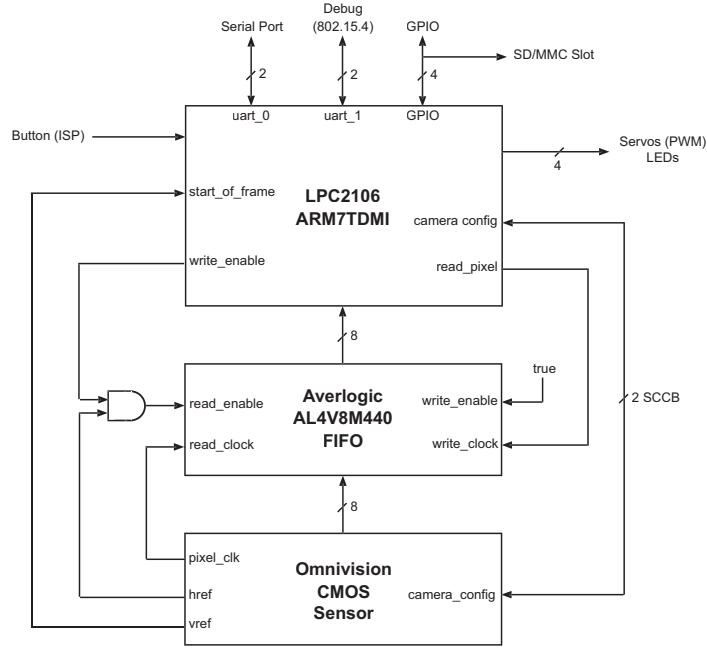 Serial Port
Debug
(802.15.4)
GPIO
2
2
4
SD/MMC Slot
uart_0
uart_1
GPIO
Button (ISP)
Servos (PWM)
LEDs
4
start_of_frame
LPC2106
ARM7TDMI
camera config
write_enable
read_pixel
8
true
read_enable
Averlogic
AL4V8M440
FIFO
write_enable
2 SCCB
read_clock
write_clock
8
pixel_clk
Omnivision
CMOS
Sensor
href
camera_config
vref